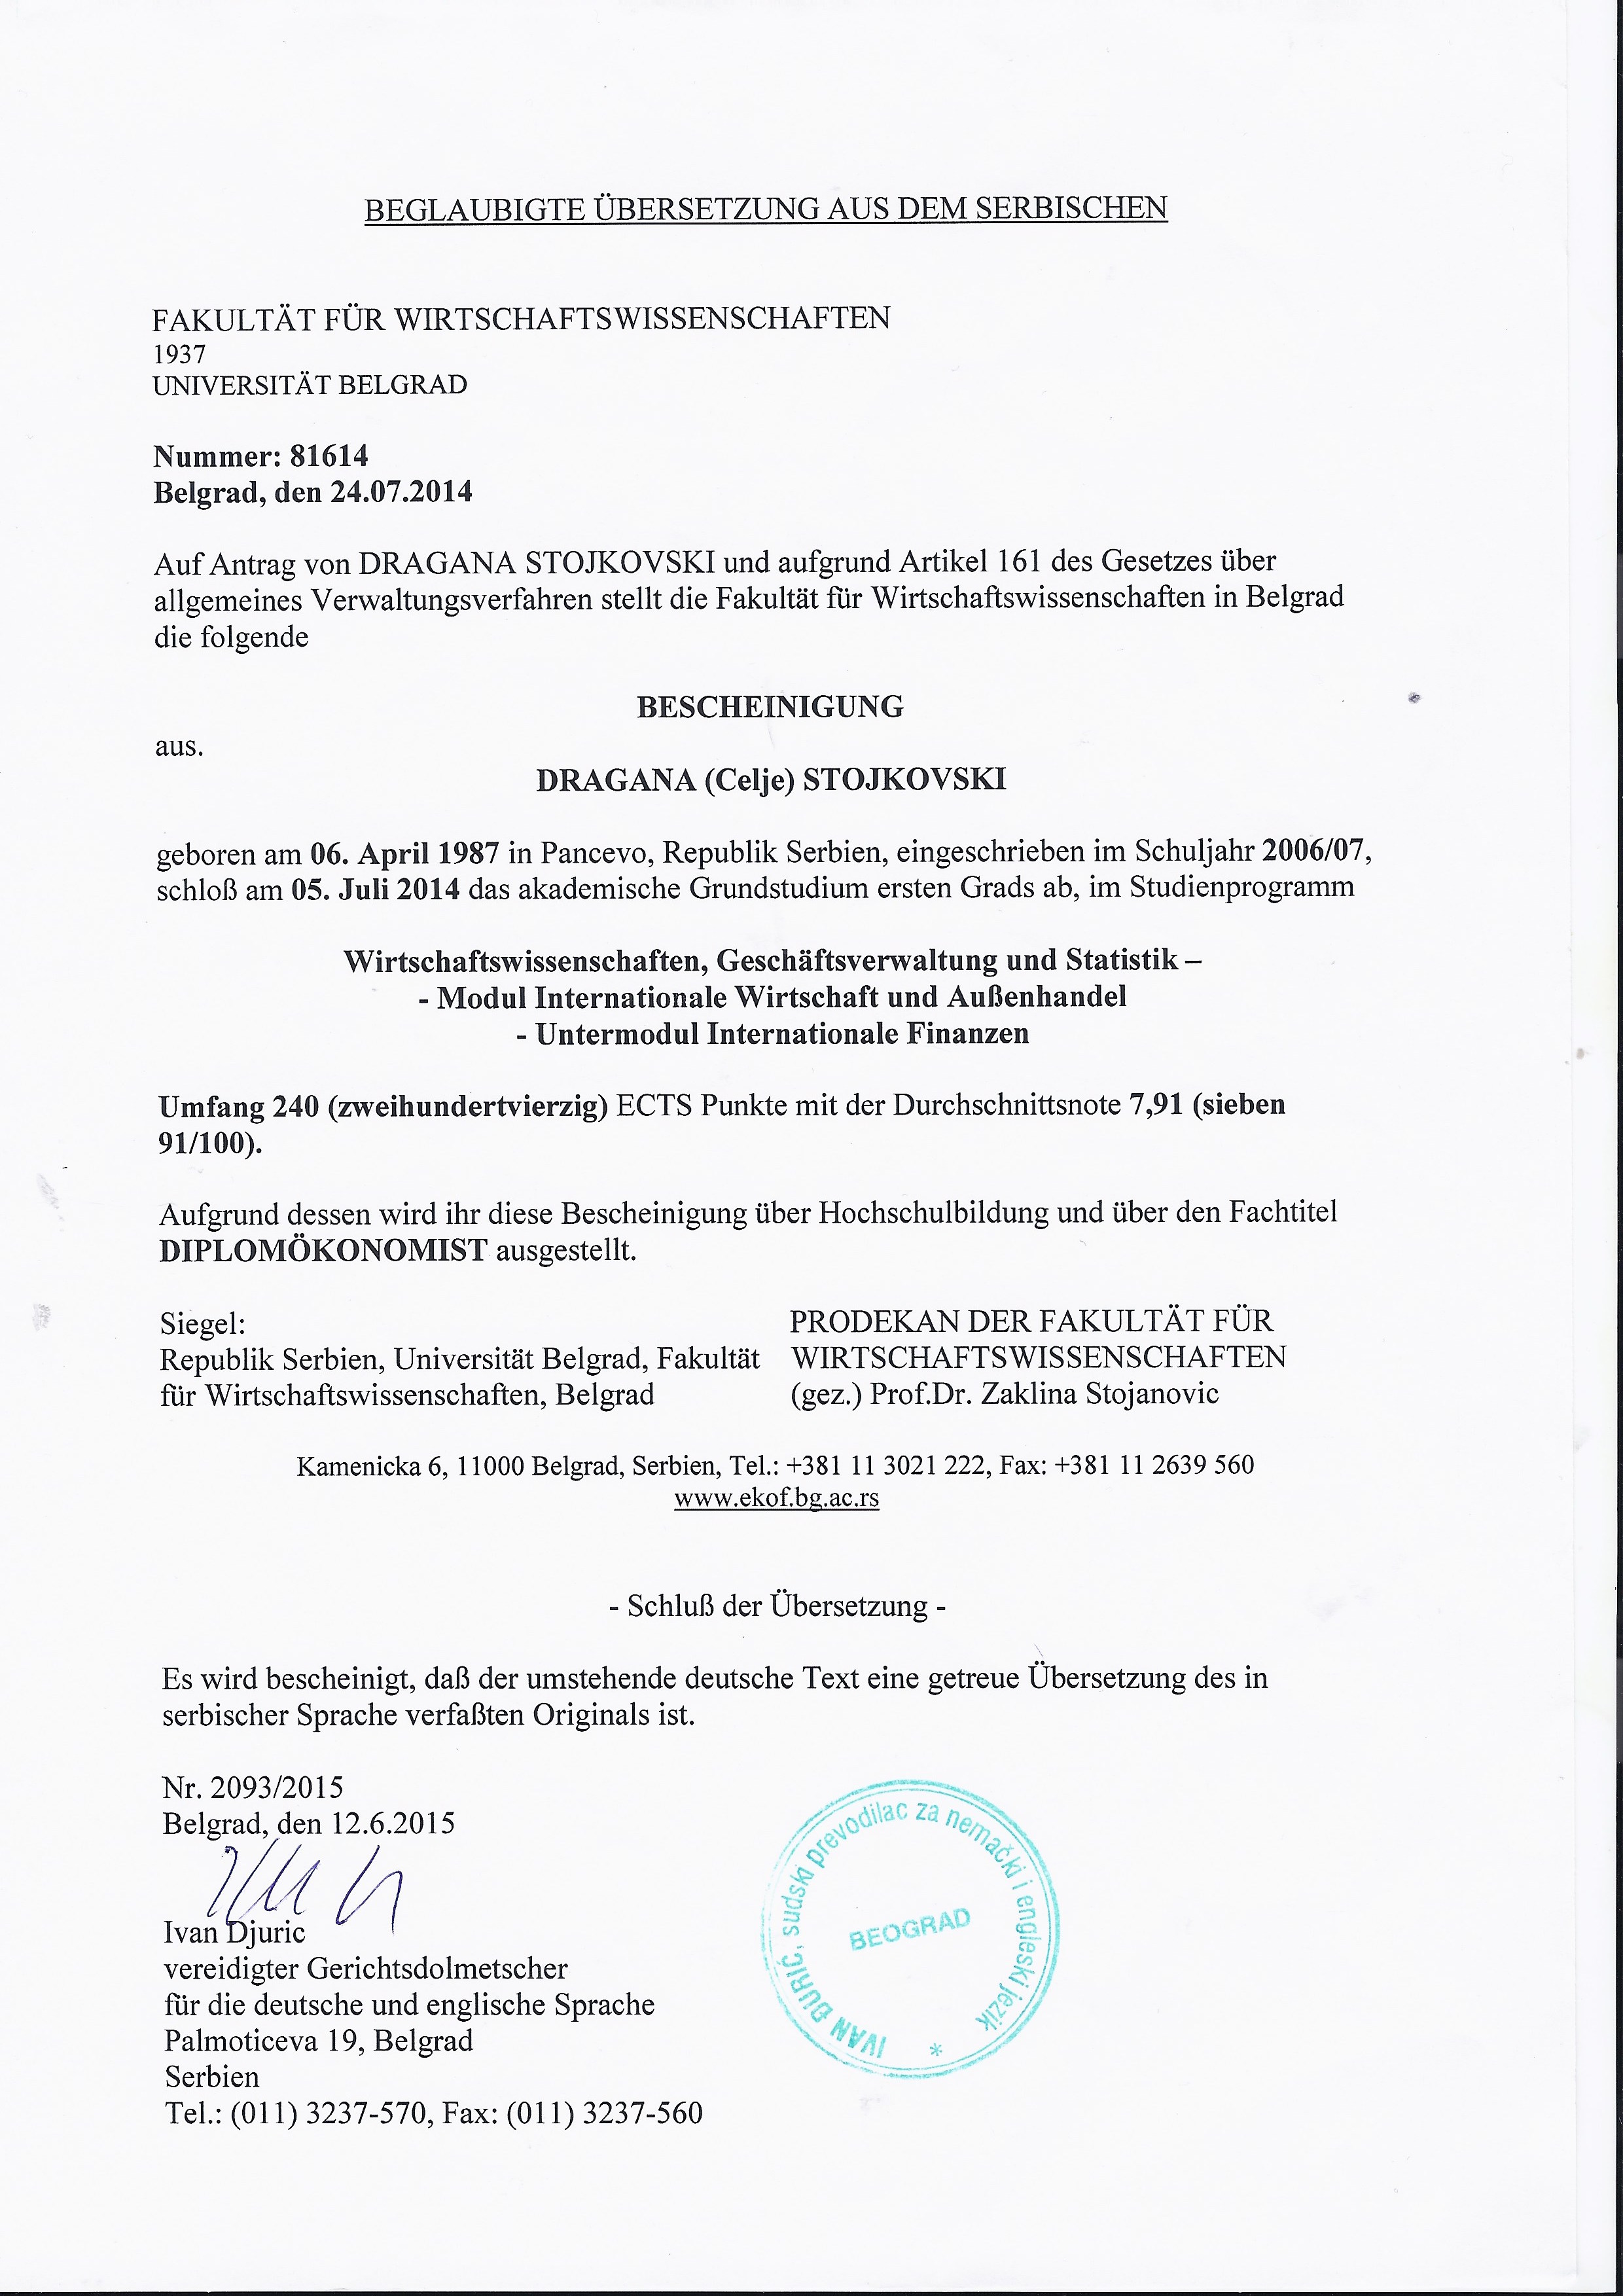 BEGLAUBIGTE ÜBERSETZUNG AUS DEM SERBISCHEN
FAKULTÄT FÜR WIRTSCHAFTSWISSENSCHAFTEN
1937
UNIVERSITÄT BELGRAD
Nummer: 81614
Belgrad, den 24.07.2014
Auf Antrag von DRAGANA STOJKOVSKI und aufgrund Artikel 161 des Gesetzes über
allgemeines Verwaltungsverfahren stellt die Fakultät für Wirtschaftswissenschaften in Belgrad
die folgende
BESCHEINIGUNG
aus.
DRAGANA (Celje) STOJKOVSKI
geboren am 06. April 1987 in Pancevo, Republik Serbien, eingeschrieben im Schuljahr 2006/07,
schloß am 05. Juli 2014 das akademische Grundstudium ersten Grads ab, im Studienprogramm
Wirtschaftswissenschaften, Geschäftsverwaltung und Statistik –
- Modul Internationale Wirtschaft und Außenhandel
- Untermodul Internationale Finanzen
Umfang 240 (zweihundertvierzig) ECTS Punkte mit der Durchschnittsnote 7,91 (sieben
91/100).
Aufgrund dessen wird ihr diese Bescheinigung über Hochschulbildung und über den Fachtitel
DIPLOMÖKONOMIST ausgestellt.
Siegel:
Republik Serbien, Universität Belgrad, Fakultät
für Wirtschaftswissenschaften, Belgrad
PRODEKAN DER FAKULTÄT FÜR
WIRTSCHAFTSWISSENSCHAFTEN
(gez.) Prof.Dr. Zaklina Stojanovic
Kamenicka 6, 11000 Belgrad, Serbien, Tel.: +381 11 3021 222, Fax: +381 11 2639 560
www.ekof.bg.ac.rs
- Schluß der Übersetzung -
Es wird bescheinigt, daß der umstehende deutsche Text eine getreue Übersetzung des in
serbischer Sprache verfaßten Originals ist.
Nr. 2093/2015
Belgrad, den 12.6.2015
Ivan Djuric
vereidigter Gerichtsdolmetscher
für die deutsche und englische Sprache
Palmoticeva 19, Belgrad
Serbien
Tel.: (011) 3237-570, Fax: (011) 3237-560
IVAN ĐURIĆ, sudski prevodilac za nemački i engleski jezik *
BEOGRAD